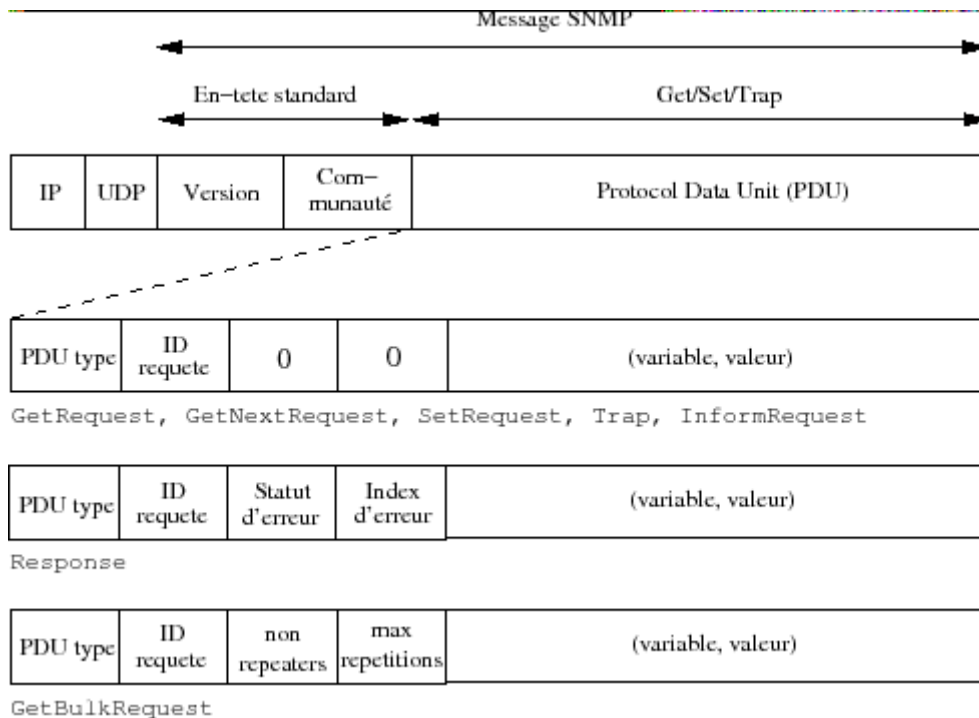 Message SNMP
En-tete standard
Get/Set/Trap
IP
UDP
Version
Com-
munauté
Protocol Data Unit (PDU)
PDU type
ID
requete
0
0
(variable, valeur)
GetRequest, GetNextRequest, SetRequest, Trap, InformRequest
PDU type
ID
requete
Statut
d'erreur
Index
d'erreur
(variable, valeur)
Response
PDU type
ID
requete
non
repeaters
max
repetitions
(variable, valeur)
GetBulkRequest